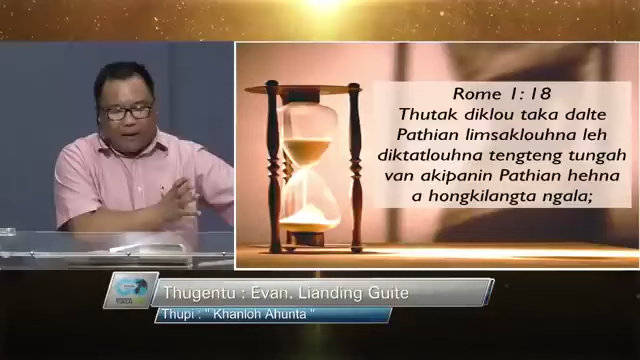 Rome 1: 18
Thutak diklou taka dalte
Pathian limsaklouhna leh
diktatlouhna tengteng tungah
van akipanin Pathian hehna
a hongkilangta ngala;
Thugentu : Evan. Lianding Guite
Thupi : " Khanloh Ahunta "